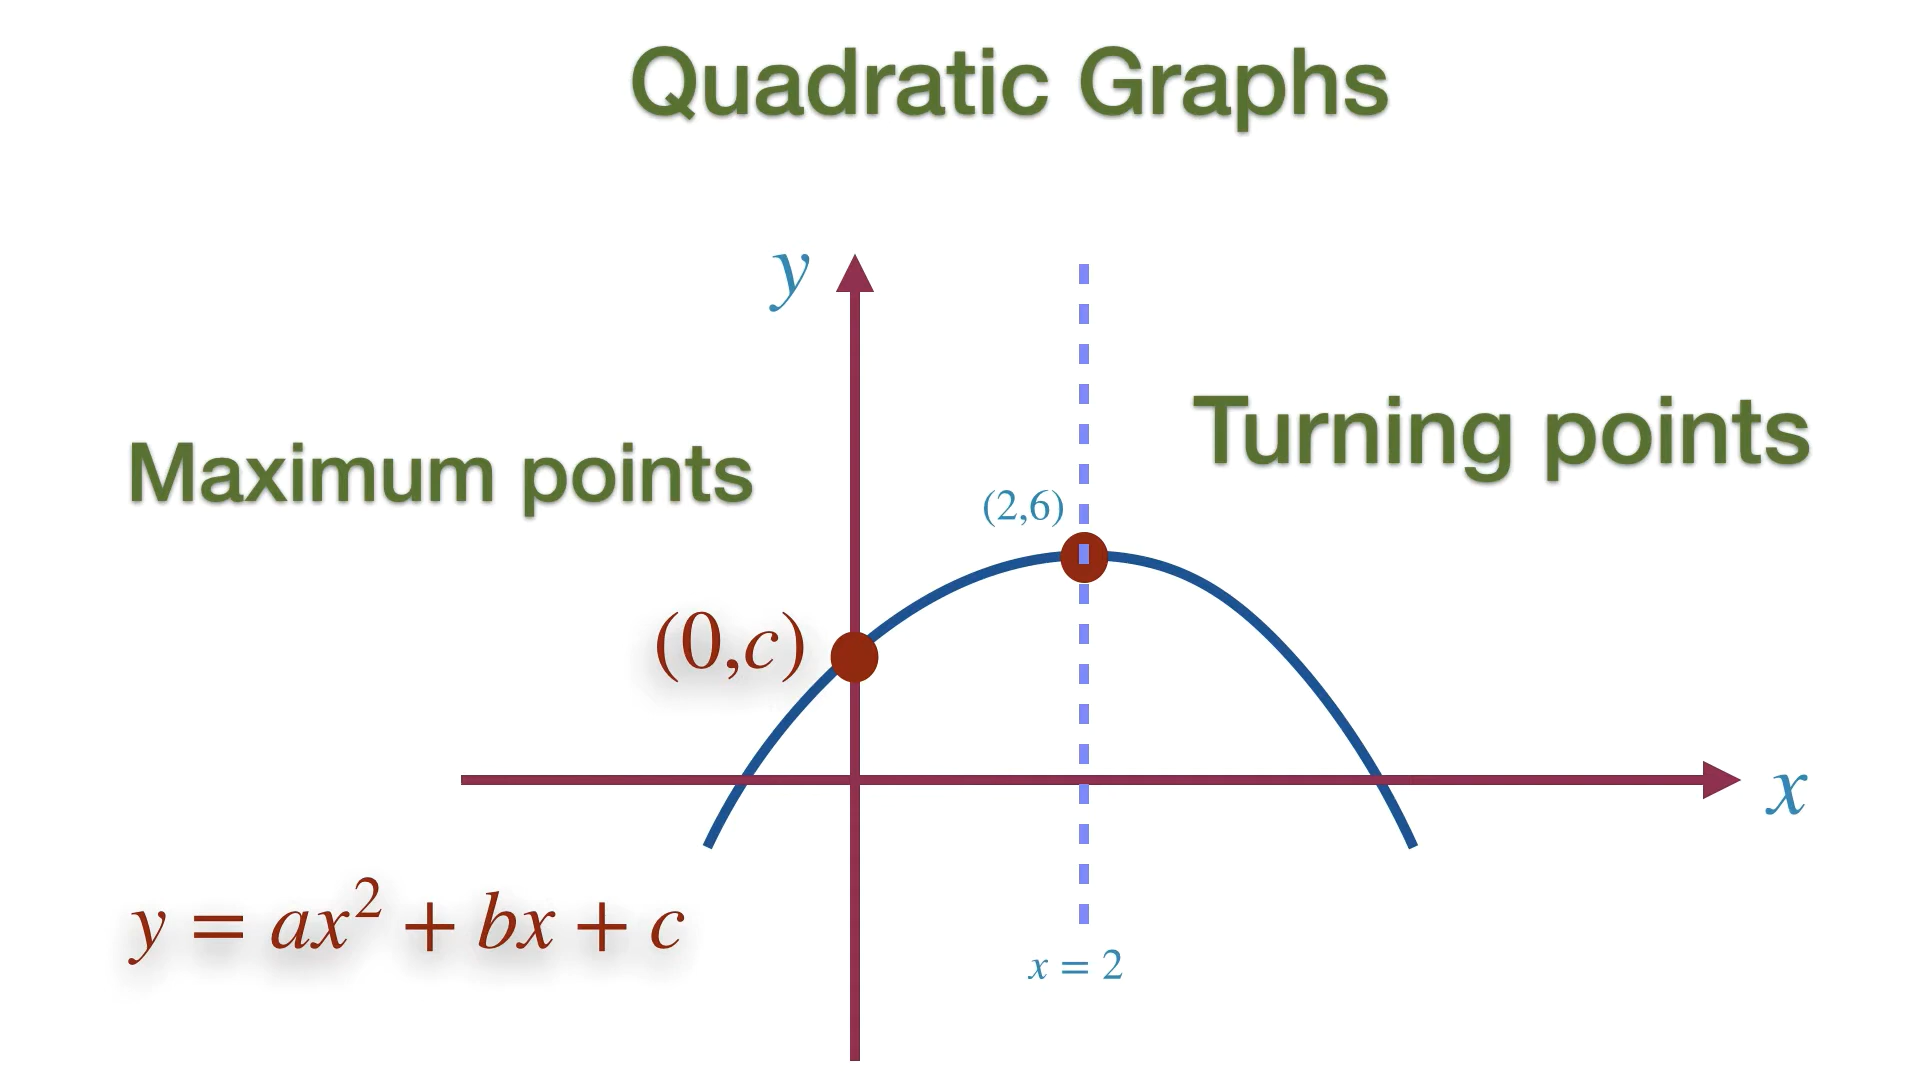 Quadratic Graphs
y
Turning points
Maximum points
(2,6)
(0,c)
x
y = ax² + bx + c
x = 2